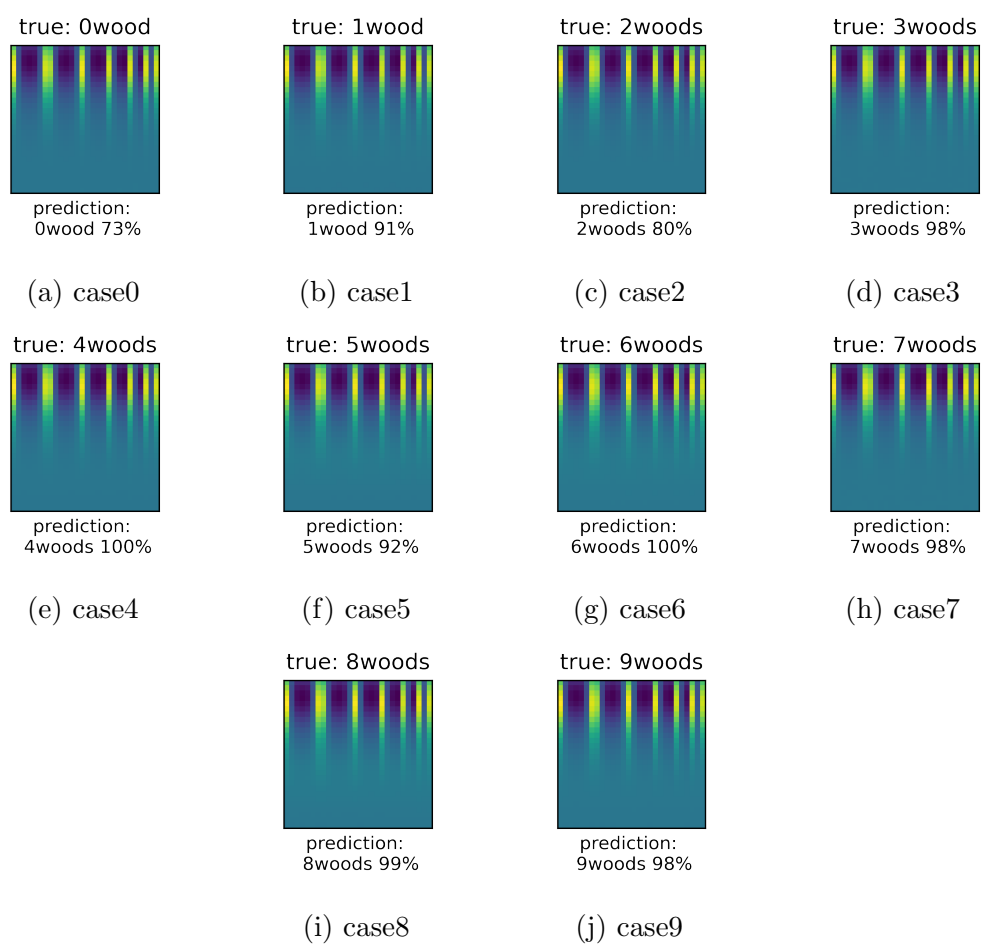 true: 0wood
true: 1wood
true: 2woods
true: 3woods
prediction:
0wood 73%
prediction:
1wood 91%
prediction:
2woods 80%
prediction:
3woods 98%
(a) case0
(b) case1
(c) case2
(d) case3
true: 4woods
true: 5woods
true: 6woods
true: 7woods
prediction:
4woods 100%
prediction:
5woods 92%
prediction:
6woods 100%
prediction:
7woods 98%
(e) case4
(f) case5
(g) case6
(h) case7
true: 8woods
true: 9woods
prediction:
8woods 99%
prediction:
9woods 98%
(i) case8
(j) case9